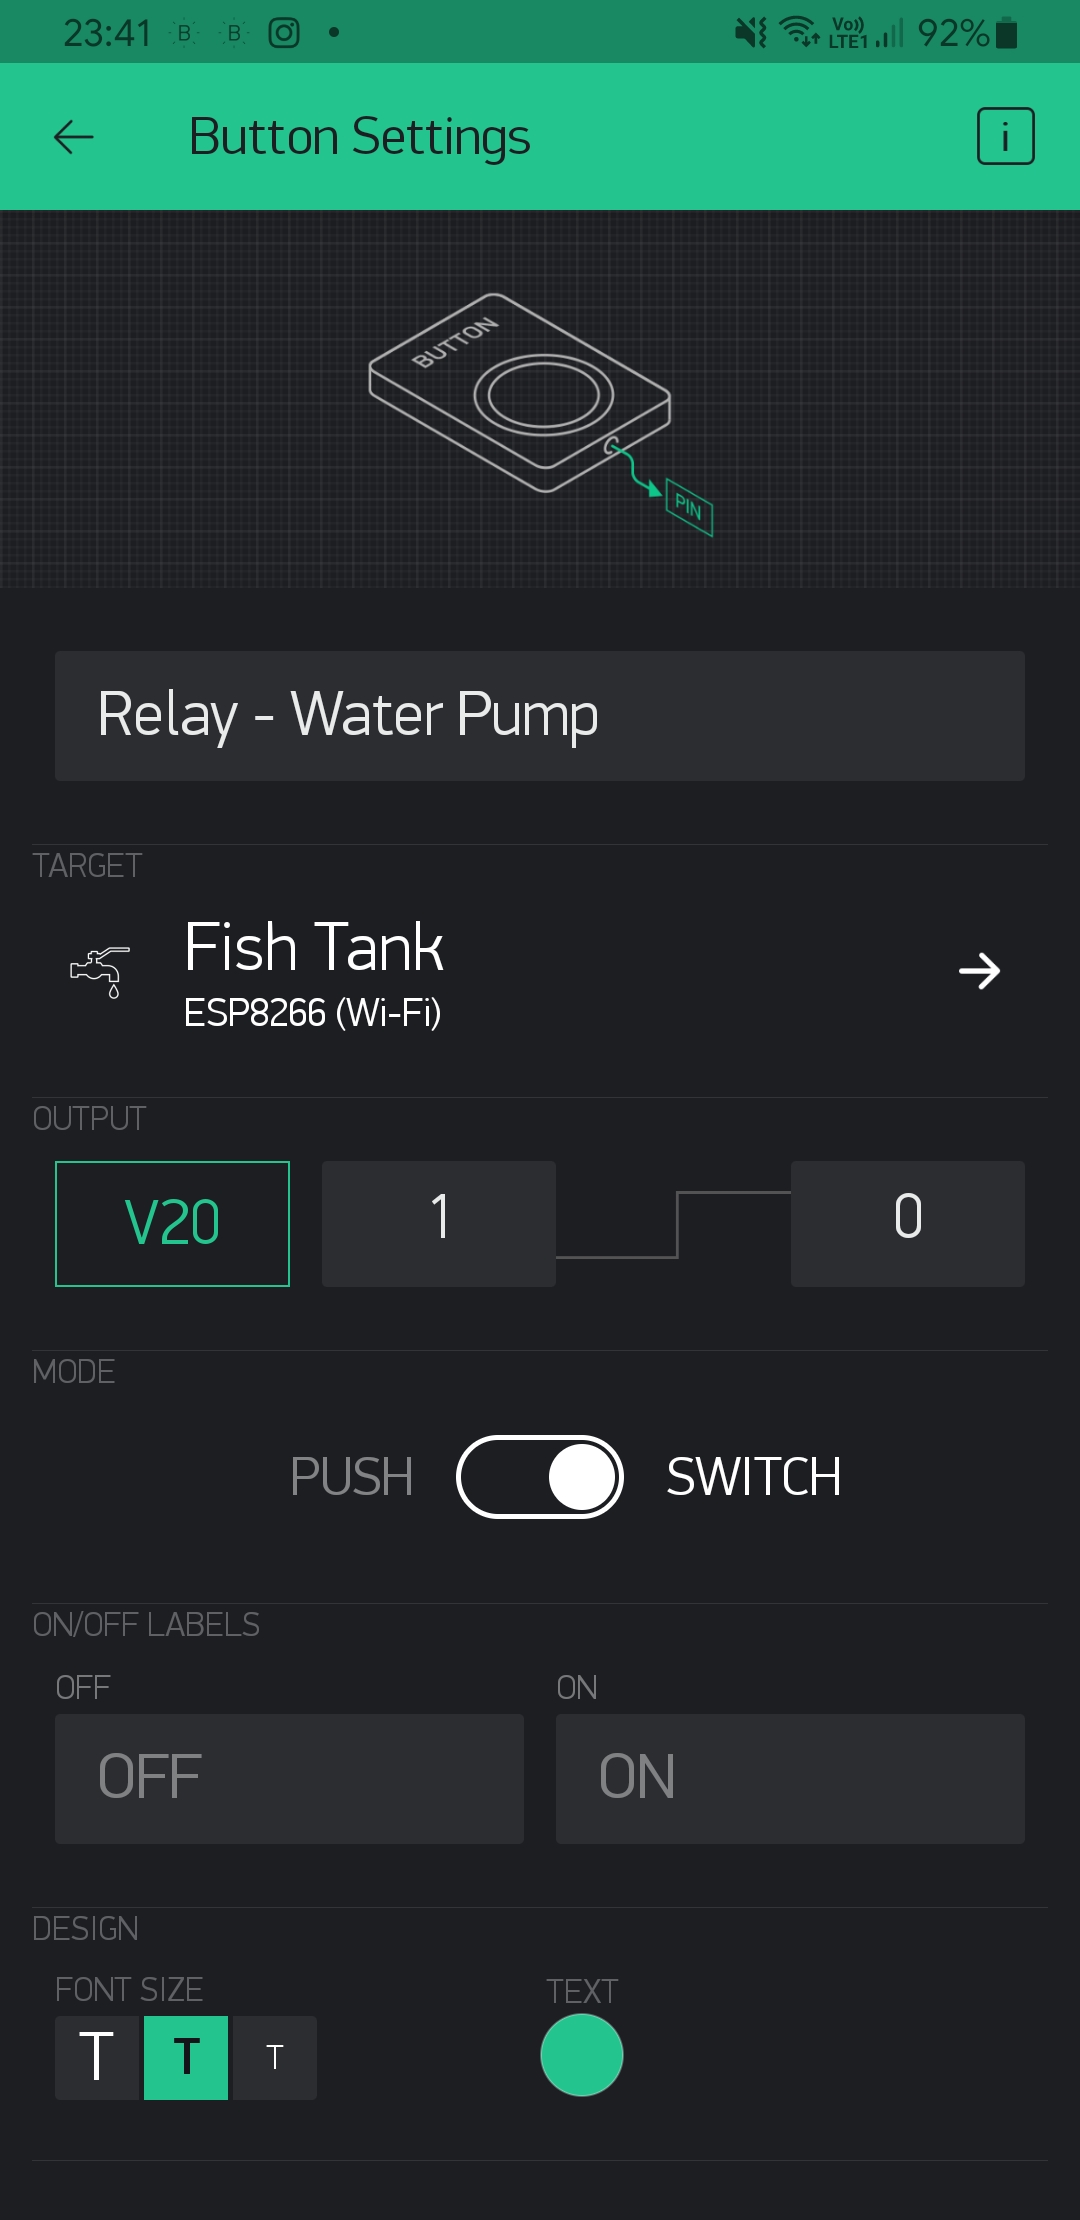 23:41 B B Vo)) LTE1 92%
Button Settings i
BUTTON
PIN
Relay - Water Pump
TARGET
Fish Tank
ESP8266 (Wi-Fi)
OUTPUT
V20 1 0
MODE
PUSH SWITCH
ON/OFF LABELS
OFF ON
OFF ON
DESIGN
FONT SIZE TEXT
T T T